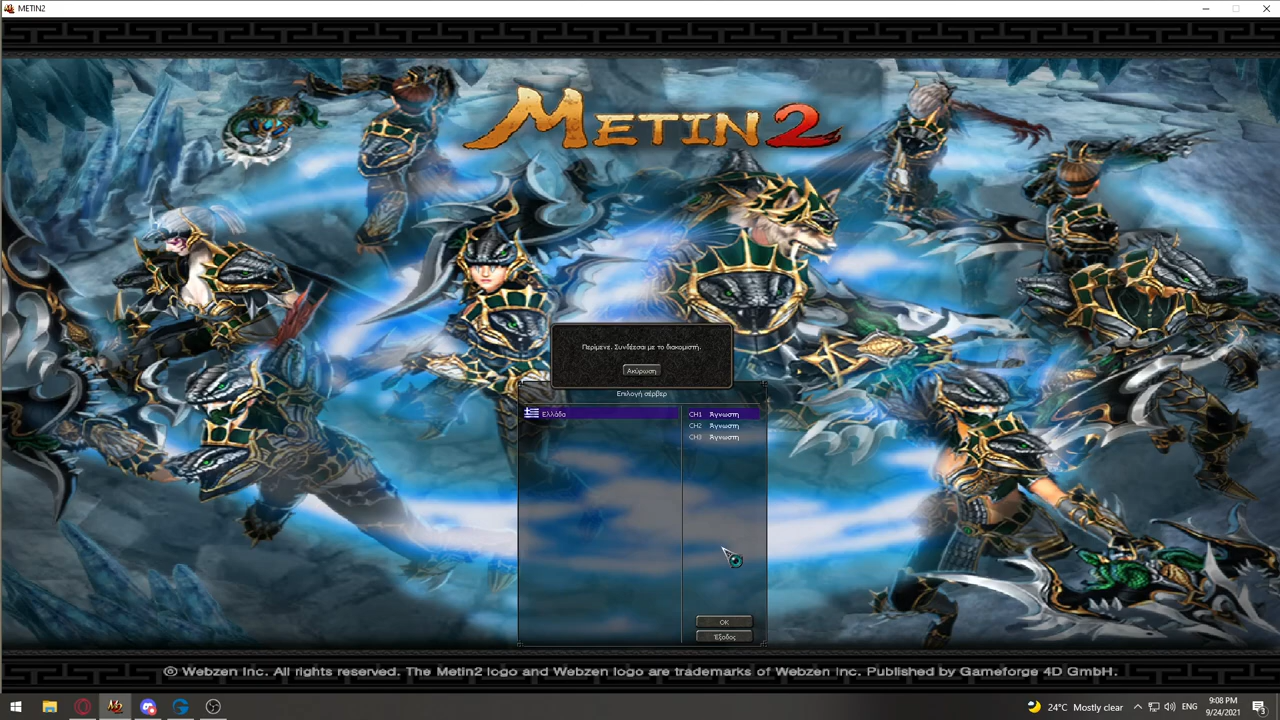 METIN2
METIN2
Περίμενε. Συνδέεσαι με το διακομιστή.
Ακύρωση
Επιλογή σέρβερ
Ελλάδα
CH1 Άγνωστη
CH2 Άγνωστη
CH3 Άγνωστη
OK
Έξοδος
© Webzen Inc. All rights reserved. The Metin2 logo and Webzen logo are trademarks of Webzen Inc. Published by Gameforge 4D GmbH.
24°C Mostly clear
ENG
9:08 PM
9/24/2021
3